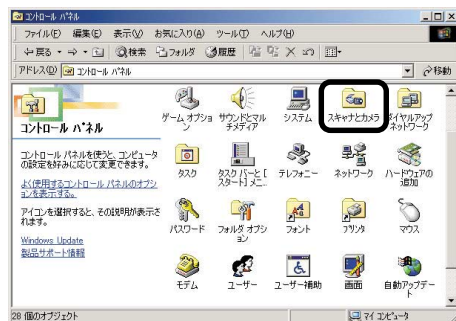 コントロール パネル
ファイル(F) 編集(E) 表示(V) お気に入り(A) ツール(T) ヘルプ(H)
戻る 検索 フォルダ 履歴
アドレス(D) コントロール パネル 移動
コントロール パネル
コントロール パネルを使うと、コンピュータ
の設定を好みに応じて変更できます。
よく使用するコントロール パネルのオプシ
ョンを表示する。
アイコンを選択すると、その説明が表示さ
れます。
Windows Update
製品サポート情報
ゲーム オプショ
ン
サウンドとマル
チメディア
システム
スキャナとカメラ
ダイヤルアップ
ネットワーク
タスク
タスク バーと [
スタート] メニ...
テレフォニー
ネットワーク
ハードウェアの
追加
パスワード
フォルダ オプシ
ョン
フォント
プリンタ
マウス
モデム
ユーザー
ユーザー補助
画面
自動アップデー
ト
28 個のオブジェクト マイ コンピュータ